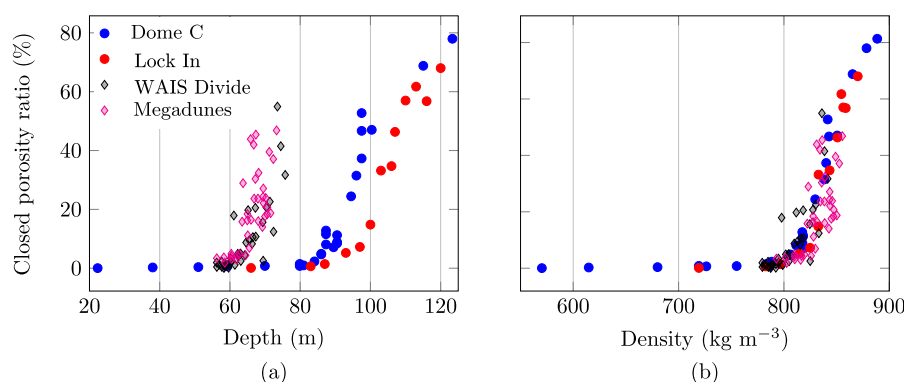 Closed porosity ratio (%)
80
60
40
20
0
Dome C
Lock In
WAIS Divide
Megadunes
20 40 60 80 100 120
Depth (m)
(a)
600 700 800 900
Density (kg m−3)
(b)